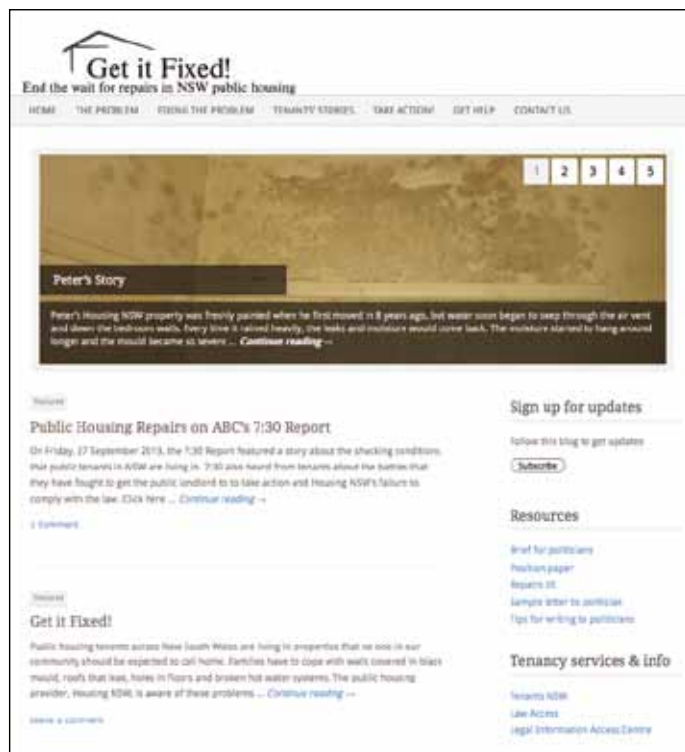 Get it Fixed!
End the wait for repairs in NSW public housing
HOME THE PROBLEM FIXING THE PROBLEM TENANTS' STORIES TAKE ACTION! GET HELP CONTACT US
1 2 3 4 5
Peter's Story
Peter's Housing NSW property was freshly painted when he first moved in 8 years ago, but water soon began to seep through the air vent
and down the bedroom walls. Every time it rained heavily, the leaks and moisture would come back. The moisture started to hang around
longer and the mould became so severe ... Continue reading →
Featured
Public Housing Repairs on ABC's 7:30 Report
On Friday, 27 September 2013, the 7:30 Report featured a story about the shocking conditions
that public tenants in NSW are living in. 7:30 also heard from tenants about the battles that
they have fought to get the public landlord to to take action and Housing NSW's failure to
comply with the law. Click here ... Continue reading →
Comment
Featured
Get it Fixed!
Public housing tenants across New South Wales are living in properties that no one in our
community should be expected to call home. Families have to cope with walls covered in black
mould, roofs that leak, holes in floors and broken hot water systems. The public housing
provider, Housing NSW, is aware of these problems ... Continue reading →
Leave a comment
Sign up for updates
Follow this blog to get updates
Subscribe
Resources
Brief for politicians
Position paper
Repairs
Sample letter to politician
Tips for writing to politicians
Tenancy services & info
Tenants NSW
Law Access
Legal Information Access Centre